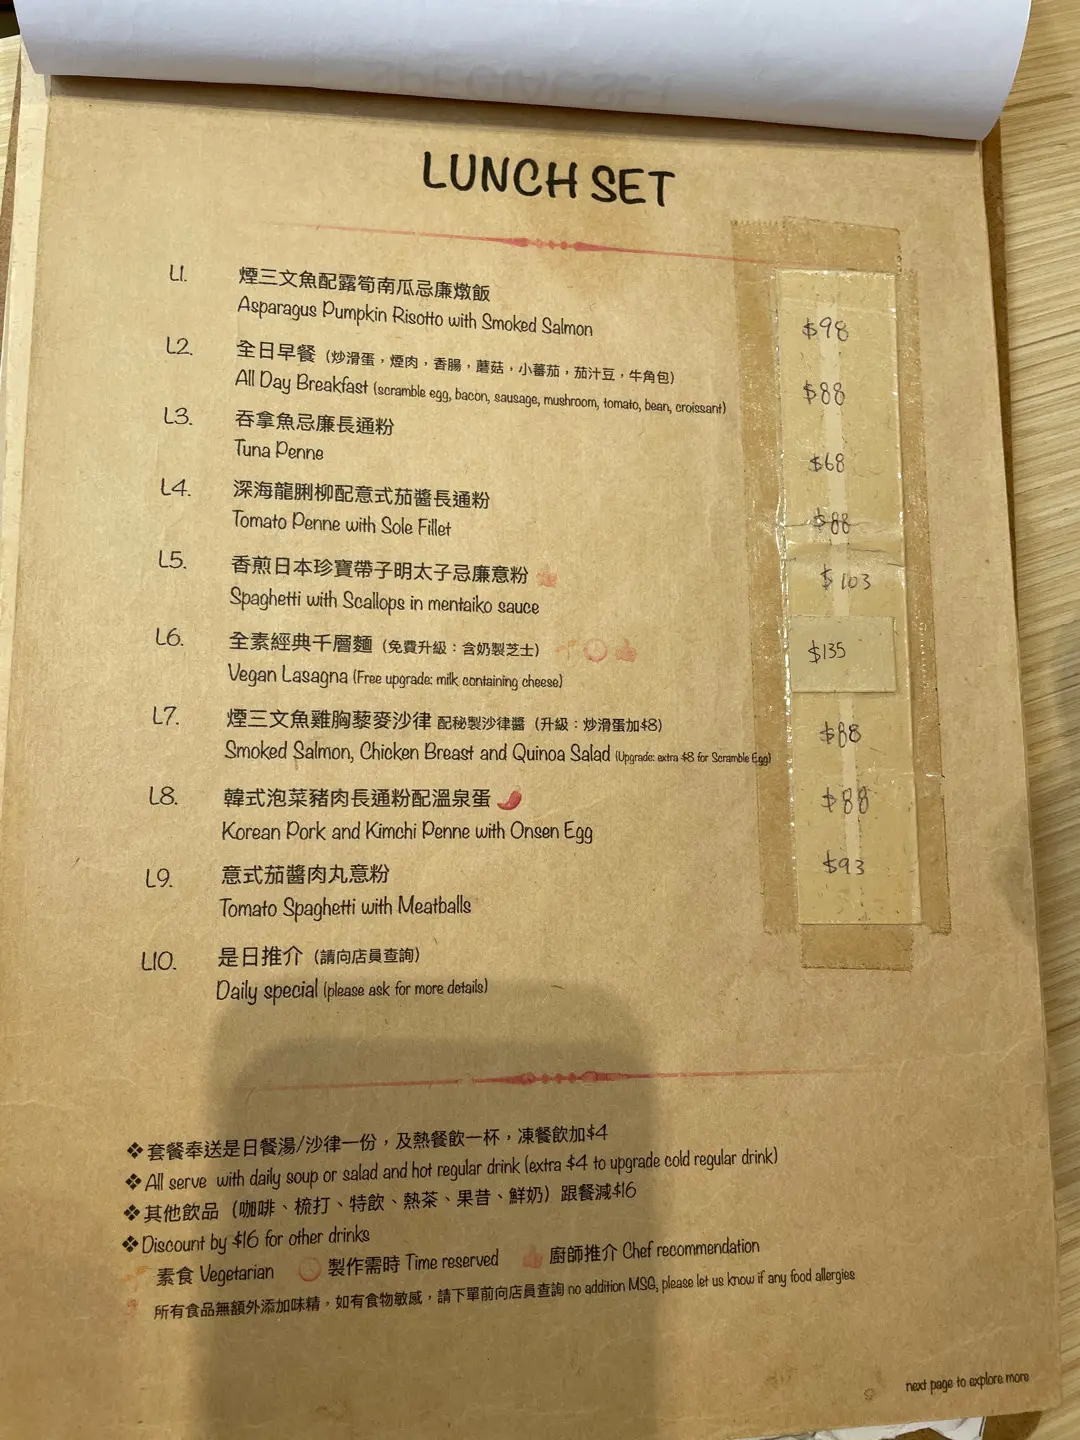 LUNCH SET
L1. 煙三文魚配露筍南瓜忌廉燉飯
Asparagus Pumpkin Risotto with Smoked Salmon
$98
L2. 全日早餐（炒滑蛋，煙肉，香腸，蘑菇，小蕃茄，茄汁豆，牛角包）
All Day Breakfast (scramble egg, bacon, sausage, mushroom, tomato, bean, croissant)
$88
L3. 吞拿魚忌廉長通粉
Tuna Penne
$68
L4. 深海龍脷柳配意式茄醬長通粉
Tomato Penne with Sole Fillet
$88
L5. 香煎日本珍寶帶子明太子忌廉意粉
Spaghetti with Scallops in mentaiko sauce
$103
L6. 全素經典千層麵（免費升級：含奶製芝士）
Vegan Lasagna (Free upgrade: milk containing cheese)
$135
L7. 煙三文魚雞胸藜麥沙律 配秘製沙律醬（升級：炒滑蛋加$8）
Smoked Salmon, Chicken Breast and Quinoa Salad (Upgrade: extra $8 for Scramble Egg)
$88
L8. 韓式泡菜豬肉長通粉配溫泉蛋
Korean Pork and Kimchi Penne with Onsen Egg
$88
L9. 意式茄醬肉丸意粉
Tomato Spaghetti with Meatballs
$93
L10. 是日推介（請向店員查詢）
Daily special (please ask for more details)
❖套餐奉送是日餐湯/沙律一份，及熱餐飲一杯，凍餐飲加$4
❖All serve with daily soup or salad and hot regular drink (extra $4 to upgrade cold regular drink)
❖其他飲品（咖啡、梳打、特飲、熱茶、果昔、鮮奶）跟餐減$16
❖Discount by $16 for other drinks
素食 Vegetarian 製作需時 Time reserved 廚師推介 Chef recommendation
所有食品無額外添加味精，如有食物敏感，請下單前向店員查詢 no addition MSG, please let us know if any food allergies
next page to explore more